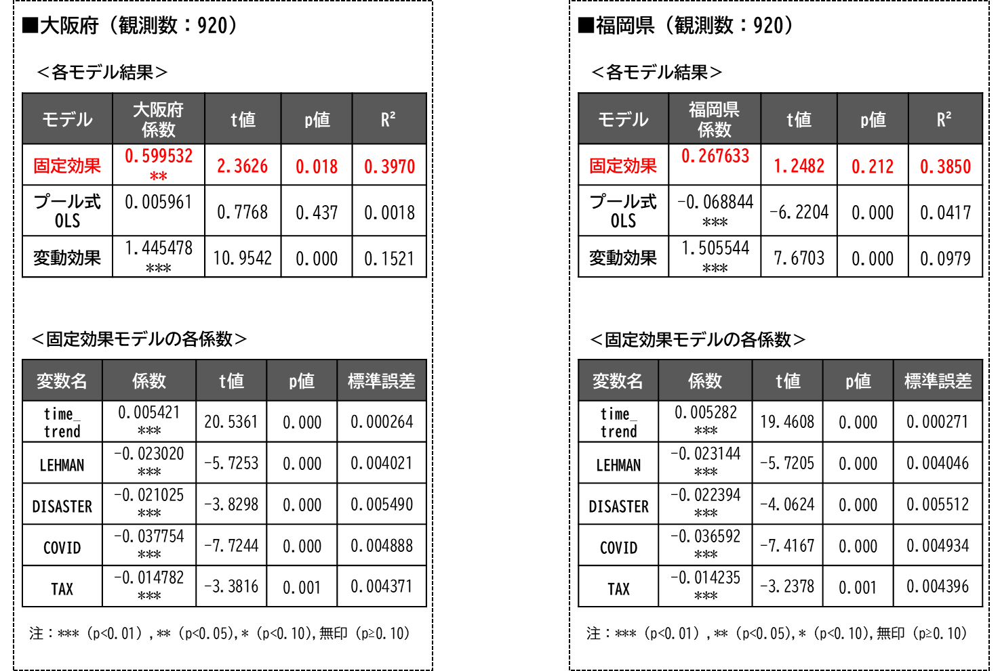 ■大阪府（観測数：920）
＜各モデル結果＞
モデル 大阪府係数 t値 p値 R²
固定効果 0.599532** 2.3626 0.018 0.3970
プール式OLS 0.005961 0.7768 0.437 0.0018
変動効果 1.445478*** 10.9542 0.000 0.1521
＜固定効果モデルの各係数＞
変数名 係数 t値 p値 標準誤差
time_trend 0.005421*** 20.5361 0.000 0.000264
LEHMAN -0.023020*** -5.7253 0.000 0.004021
DISASTER -0.021025*** -3.8298 0.000 0.005490
COVID -0.037754*** -7.7244 0.000 0.004888
TAX -0.014782*** -3.3816 0.001 0.004371
注：***（p<0.01）,**（p<0.05）,*（p<0.10）,無印（p≥0.10）
■福岡県（観測数：920）
＜各モデル結果＞
モデル 福岡県係数 t値 p値 R²
固定効果 0.267633 1.2482 0.212 0.3850
プール式OLS -0.068844*** -6.2204 0.000 0.0417
変動効果 1.505544*** 7.6703 0.000 0.0979
＜固定効果モデルの各係数＞
変数名 係数 t値 p値 標準誤差
time_trend 0.005282*** 19.4608 0.000 0.000271
LEHMAN -0.023144*** -5.7205 0.000 0.004046
DISASTER -0.022394*** -4.0624 0.000 0.005512
COVID -0.036592*** -7.4167 0.000 0.004934
TAX -0.014235*** -3.2378 0.001 0.004396
注：***（p<0.01）,**（p<0.05）,*（p<0.10）,無印（p≥0.10）